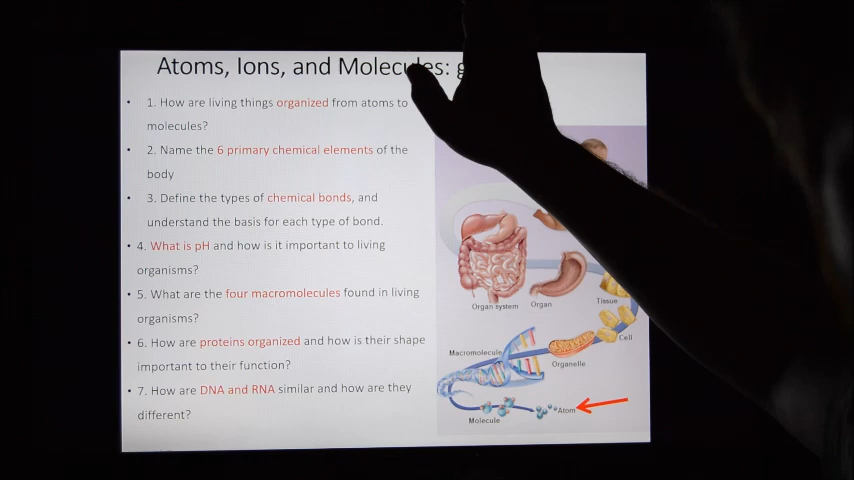 Atoms, Ions, and Molecules:
• 1. How are living things organized from atoms to
molecules?
• 2. Name the 6 primary chemical elements of the
body
• 3. Define the types of chemical bonds, and
understand the basis for each type of bond.
• 4. What is pH and how is it important to living
organisms?
• 5. What are the four macromolecules found in living
organisms?
• 6. How are proteins organized and how is their shape
important to their function?
• 7. How are DNA and RNA similar and how are they
different?
Organ system
Organ
Tissue
Cell
Organelle
Macromolecule
Molecule
Atom